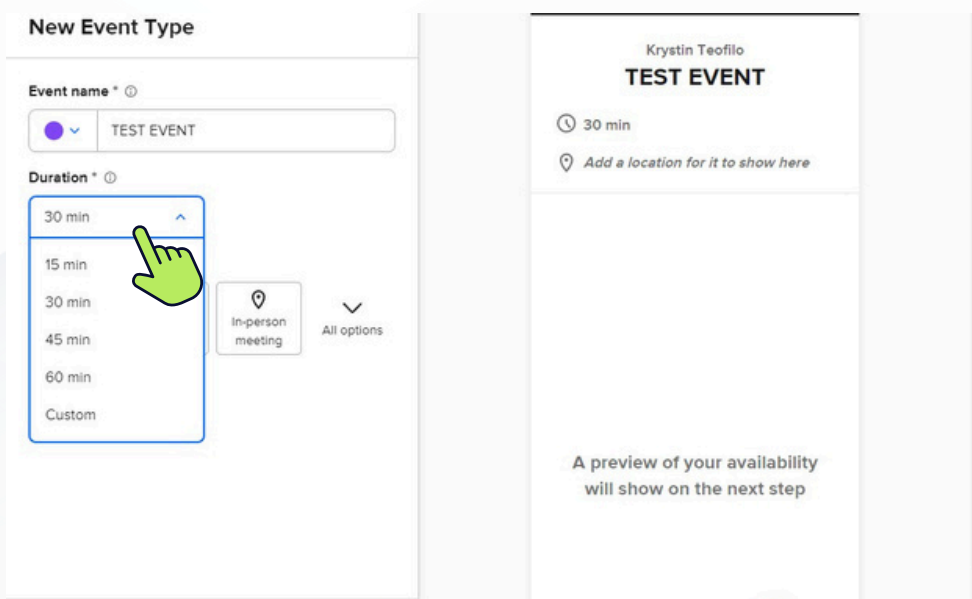 New Event Type
Event name *
TEST EVENT
Duration *
30 min
15 min
30 min
45 min
60 min
Custom
In-person
meeting
All options
Krystin Teofilo
TEST EVENT
30 min
Add a location for it to show here
A preview of your availability
will show on the next step